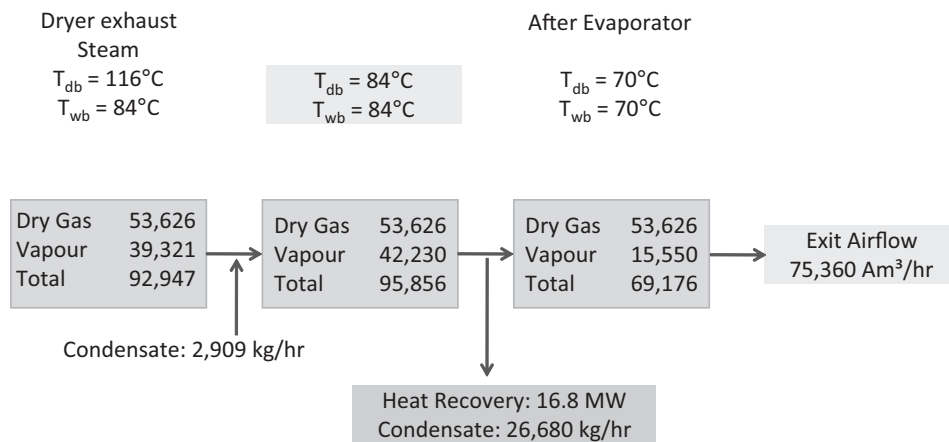 Dryer exhaust
Steam
T_db = 116°C
T_wb = 84°C
T_db = 84°C
T_wb = 84°C
After Evaporator
T_db = 70°C
T_wb = 70°C
Dry Gas 53,626
Vapour 39,321
Total 92,947
Dry Gas 53,626
Vapour 42,230
Total 95,856
Dry Gas 53,626
Vapour 15,550
Total 69,176
Exit Airflow
75,360 Am³/hr
Condensate: 2,909 kg/hr
Heat Recovery: 16.8 MW
Condensate: 26,680 kg/hr